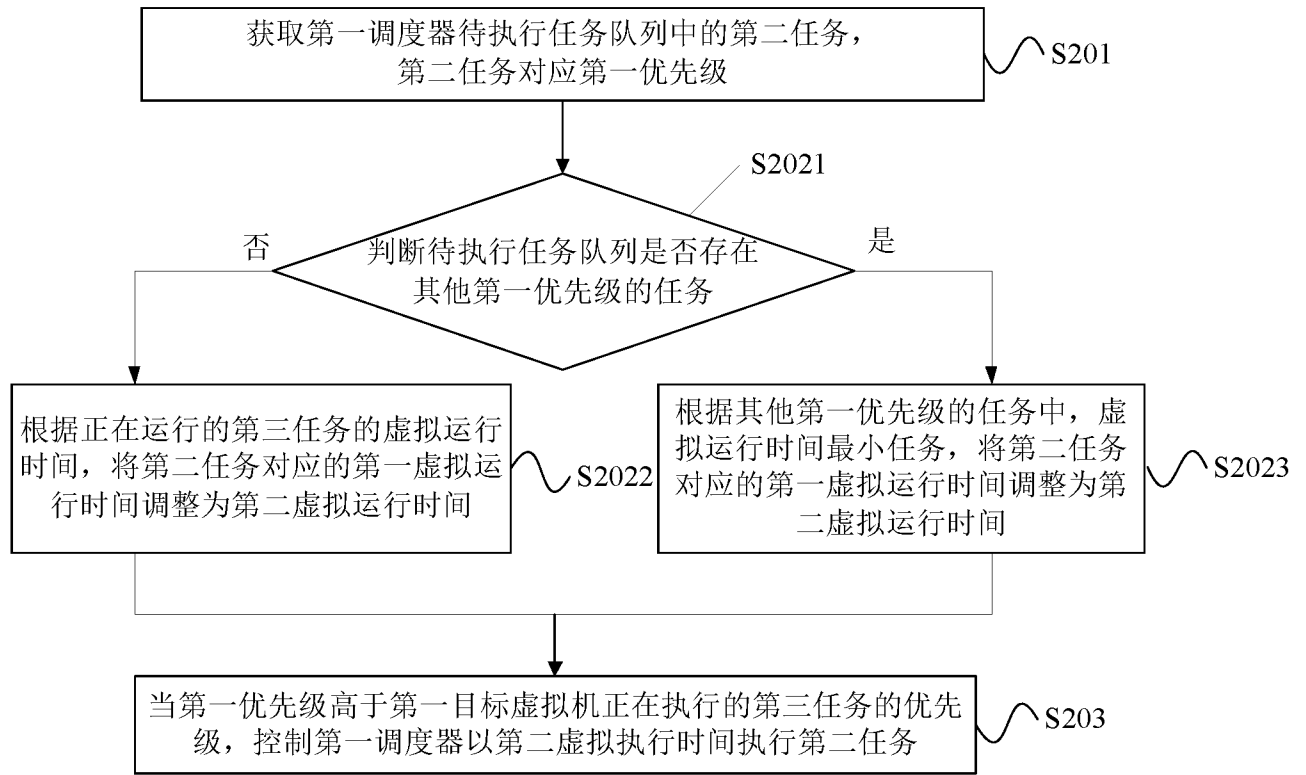 获取第一调度器待执行任务队列中的第二任务，
第二任务对应第一优先级
S201
S2021
否
判断待执行任务队列是否存在
其他第一优先级的任务
是
根据正在运行的第三任务的虚拟运行
时间，将第二任务对应的第一虚拟运
行时间调整为第二虚拟运行时间
S2022
根据其他第一优先级的任务中，虚
拟运行时间最小任务，将第二任务
对应的第一虚拟运行时间调整为第
二虚拟运行时间
S2023
当第一优先级高于第一目标虚拟机正在执行的第三任务的优先
级，控制第一调度器以第二虚拟执行时间执行第二任务
S203